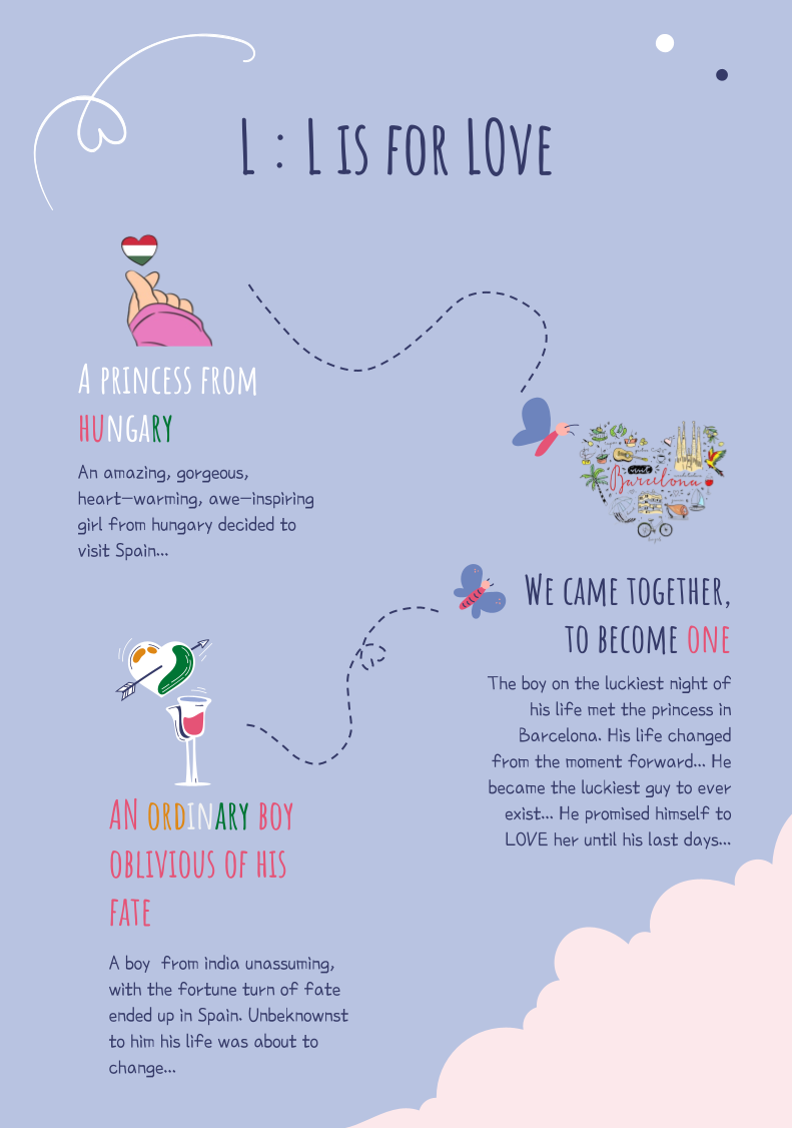 L : L IS FOR LOVE
A PRINCESS FROM
HUNGARY
An amazing, gorgeous,
heart—warming, awe—inspiring
girl from hungary decided to
visit Spain...
visit
Barcelona
WE CAME TOGETHER,
TO BECOME ONE
The boy on the luckiest night of
his life met the princess in
Barcelona. His life changed
from the moment forward... He
became the luckiest guy to ever
exist... He promised himself to
LOVE her until his last days...
AN ORDINARY BOY
OBLIVIOUS OF HIS
FATE
A boy  from india unassuming,
with the fortune turn of fate
ended up in Spain. Unbeknownst
to him his life was about to
change...